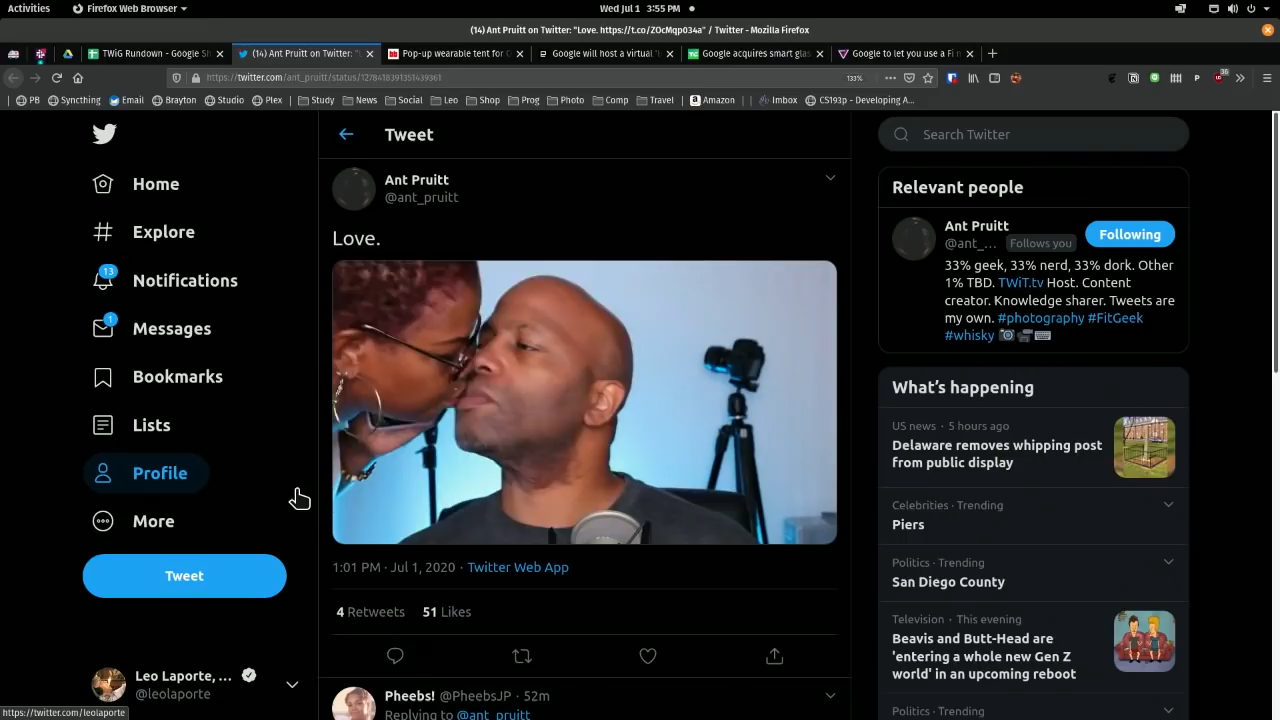 Activities
Firefox Web Browser
Wed Jul 1 3:55 PM
(14) Ant Pruitt on Twitter: "Love. https://t.co/ZOcMqp034a" / Twitter - Mozilla Firefox
TWiG Rundown - Google Sh
(14) Ant Pruitt on Twitter: "L
Pop-up wearable tent for C
Google will host a virtual 'H
Google acquires smart glas
Google to let you use a Fi n
https://twitter.com/ant_pruitt/status/1278418391351439361
133%
PB
Syncthing
Email
Brayton
Studio
Plex
Study
News
Social
Leo
Shop
Prog
Photo
Comp
Travel
Amazon
Imbox
CS193p - Developing A...
Home
Explore
13
Notifications
1
Messages
Bookmarks
Lists
Profile
More
Tweet
Leo Laporte, ...
@leolaporte
https://twitter.com/leolaporte
Tweet
Ant Pruitt
@ant_pruitt
Love.
1:01 PM · Jul 1, 2020 · Twitter Web App
4 Retweets 51 Likes
Pheebs! @PheebsJP · 52m
Replying to @ant_pruitt
Search Twitter
Relevant people
Ant Pruitt
@ant_... Follows you
Following
33% geek, 33% nerd, 33% dork. Other
1% TBD. TWiT.tv Host. Content
creator. Knowledge sharer. Tweets are
my own. #photography #FitGeek
#whisky
What's happening
US news · 5 hours ago
Delaware removes whipping post
from public display
Celebrities · Trending
Piers
Politics · Trending
San Diego County
Television · This evening
Beavis and Butt-Head are
'entering a whole new Gen Z
world' in an upcoming reboot
Politics · Trending